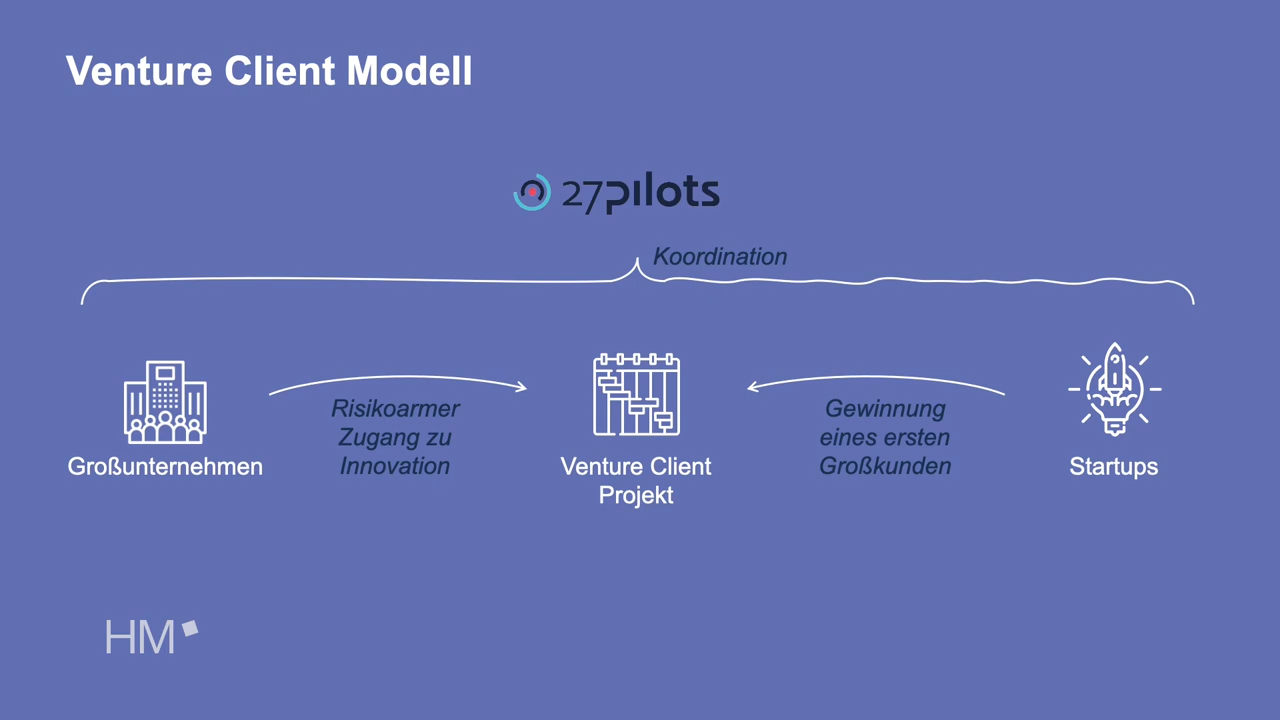 Venture Client Modell
27pilots
Koordination
Risikoarmer
Zugang zu
Innovation
Gewinnung
eines ersten
Großkunden
Großunternehmen
Venture Client
Projekt
Startups
HM